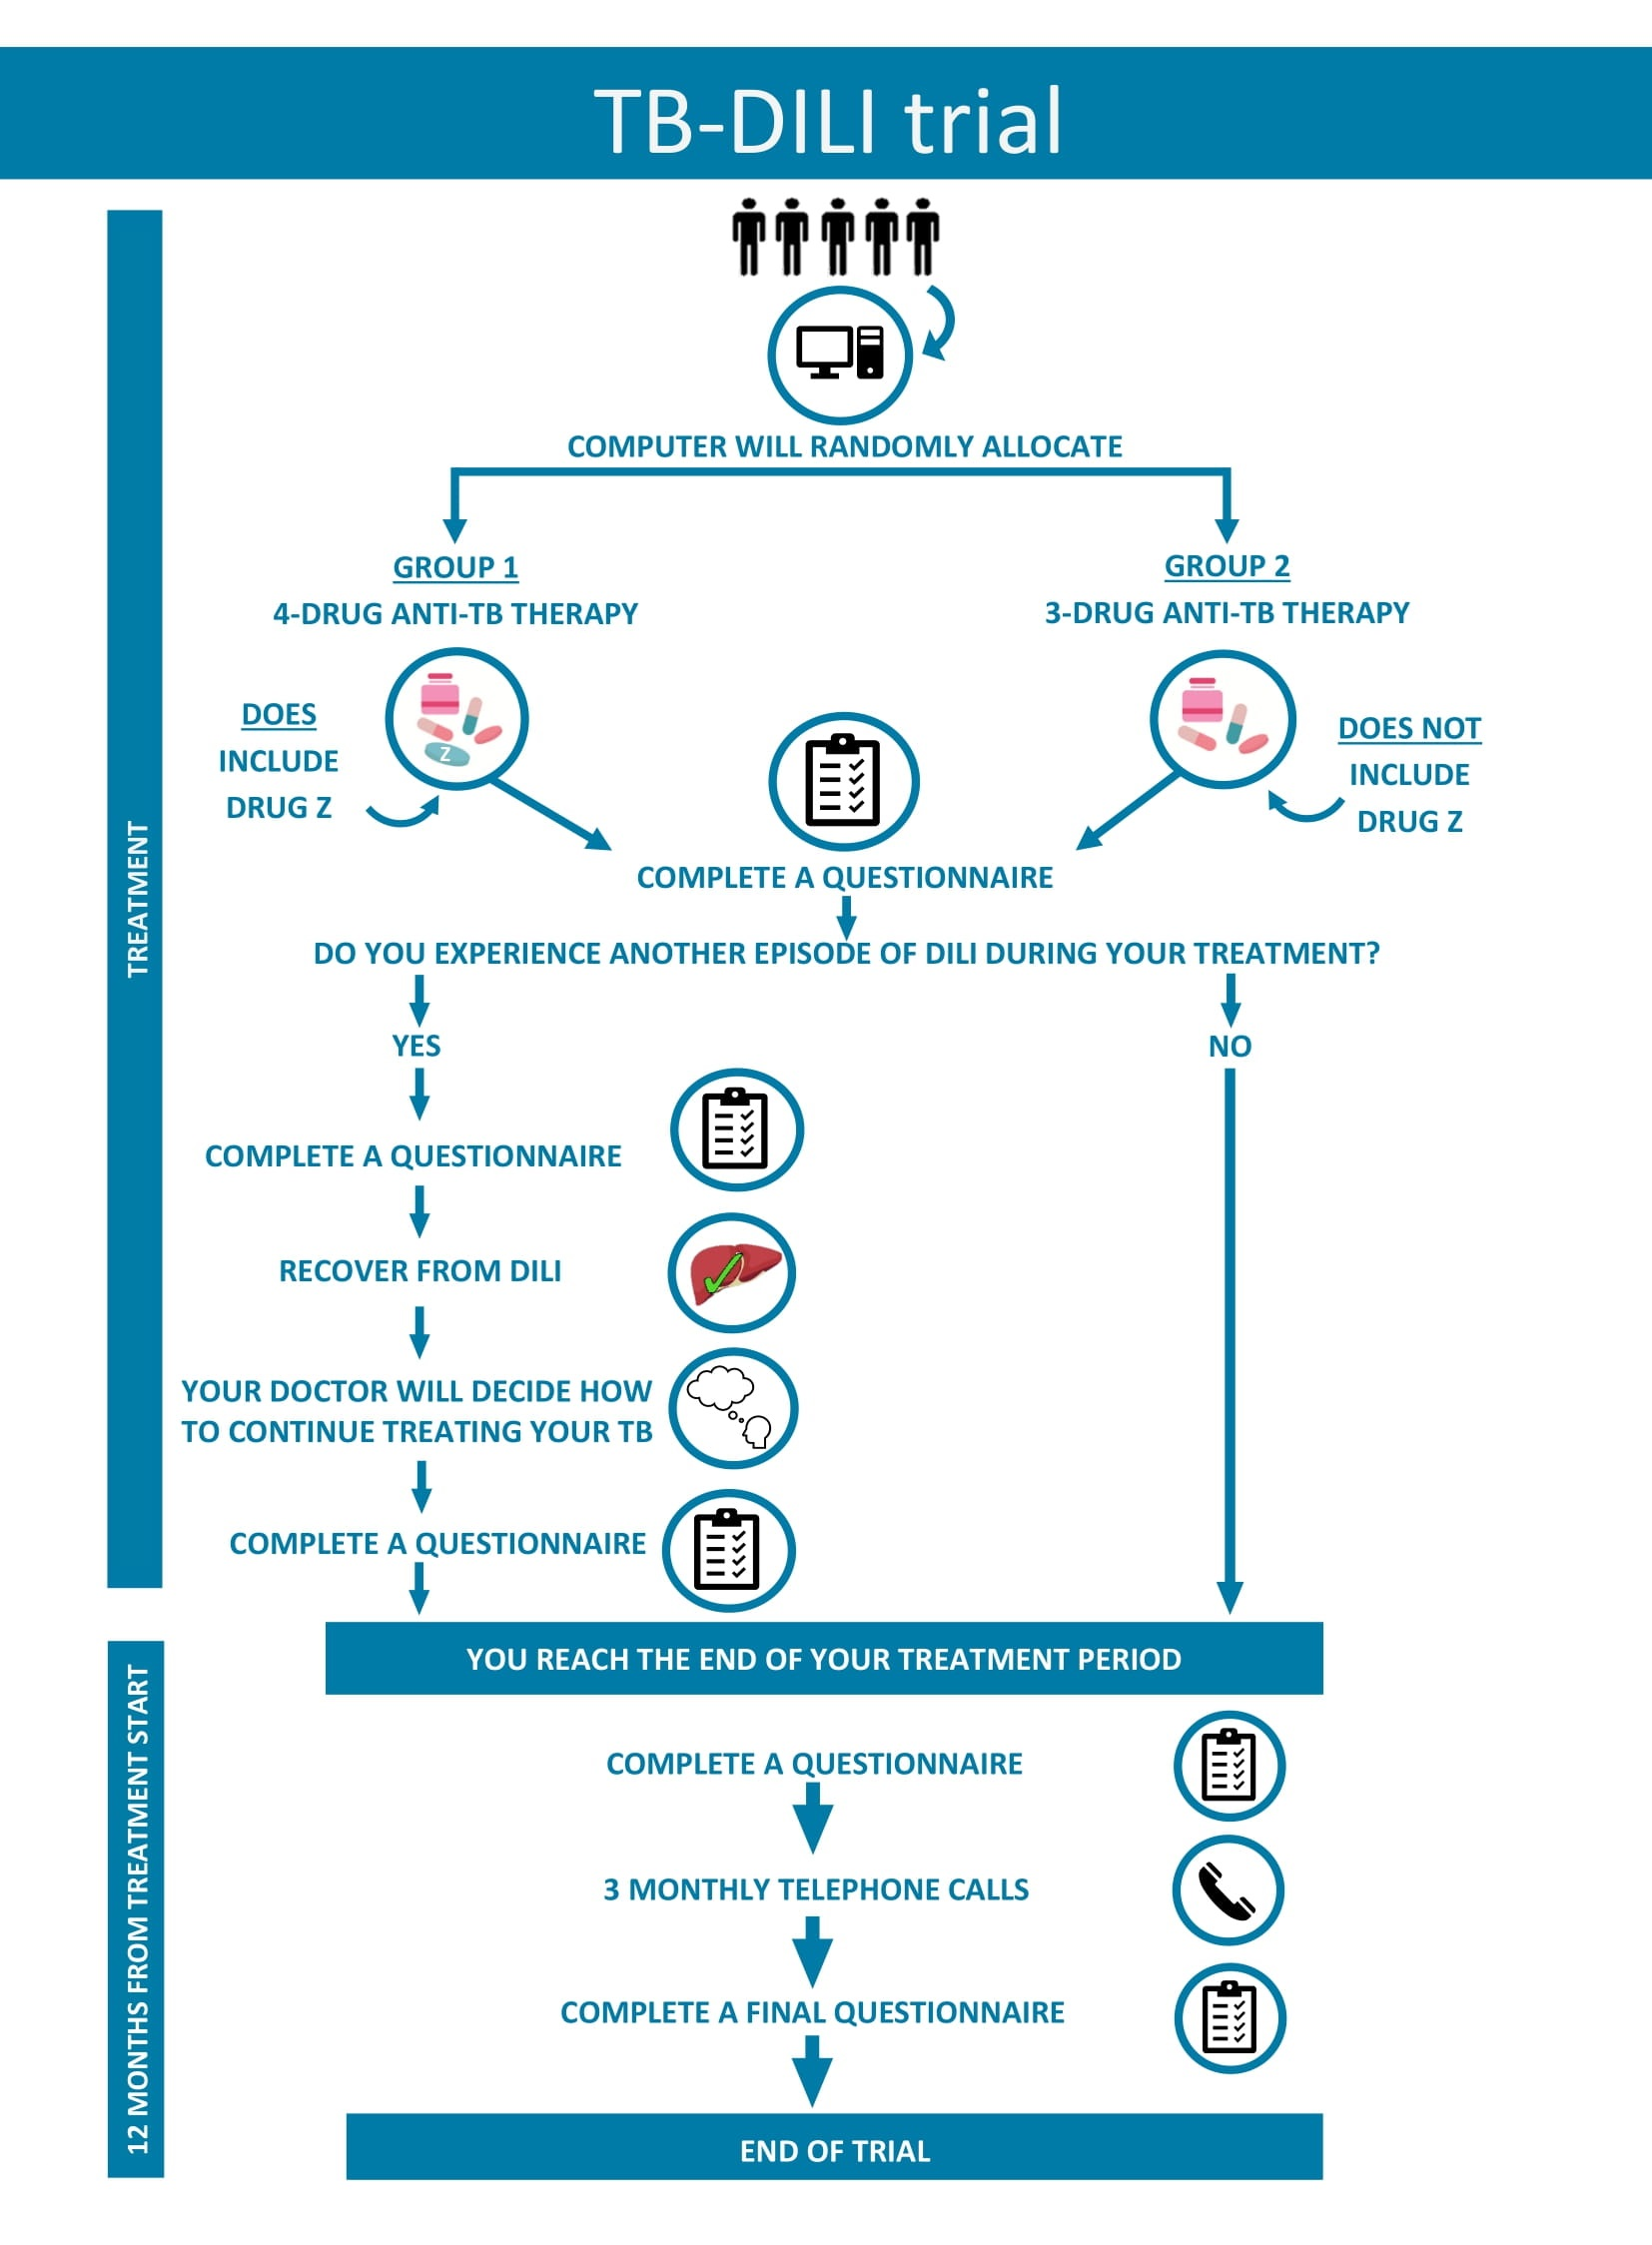 TB-DILI trial
COMPUTER WILL RANDOMLY ALLOCATE
GROUP 1
4-DRUG ANTI-TB THERAPY
DOES
INCLUDE
DRUG Z
Z
GROUP 2
3-DRUG ANTI-TB THERAPY
DOES NOT
INCLUDE
DRUG Z
COMPLETE A QUESTIONNAIRE
DO YOU EXPERIENCE ANOTHER EPISODE OF DILI DURING YOUR TREATMENT?
YES
NO
COMPLETE A QUESTIONNAIRE
RECOVER FROM DILI
YOUR DOCTOR WILL DECIDE HOW
TO CONTINUE TREATING YOUR TB
COMPLETE A QUESTIONNAIRE
TREATMENT
YOU REACH THE END OF YOUR TREATMENT PERIOD
COMPLETE A QUESTIONNAIRE
3 MONTHLY TELEPHONE CALLS
COMPLETE A FINAL QUESTIONNAIRE
END OF TRIAL
12 MONTHS FROM TREATMENT START